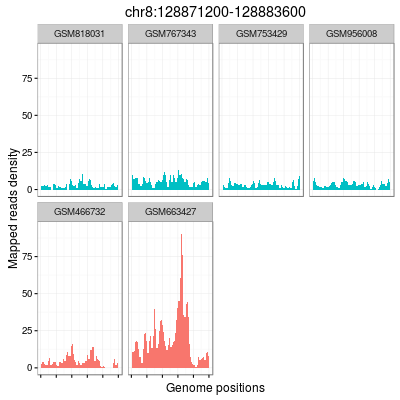 chr8:128871200-128883600
GSM818031 GSM767343 GSM753429 GSM956008
75
50
25
0
GSM466732 GSM663427
75
50
25
0
Mapped reads density
Genome positions